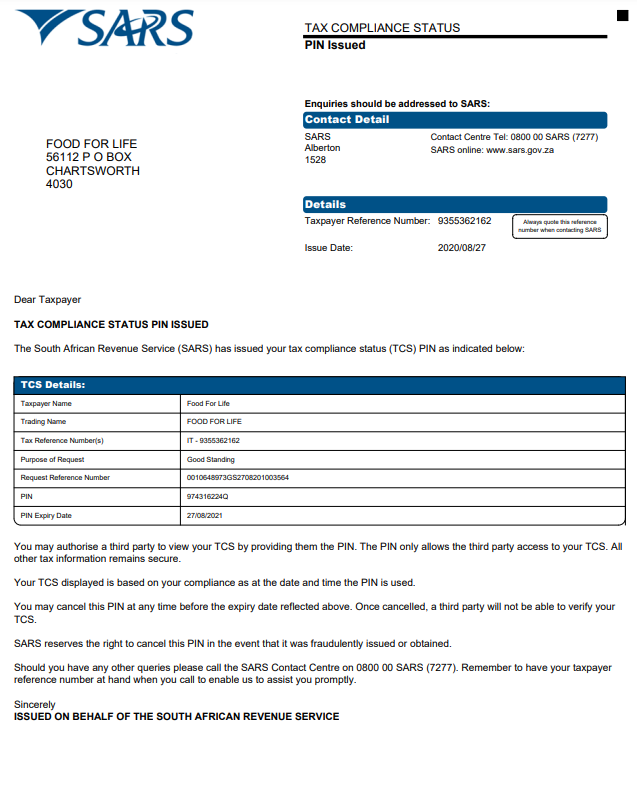 SARS
TAX COMPLIANCE STATUS
PIN Issued
Enquiries should be addressed to SARS:
Contact Detail
SARS
Alberton
1528
Contact Centre Tel: 0800 00 SARS (7277)
SARS online: www.sars.gov.za
FOOD FOR LIFE
56112 P O BOX
CHARTSWORTH
4030
Details
Taxpayer Reference Number: 9355362162
Always quote this reference
number when contacting SARS
Issue Date: 2020/08/27
Dear Taxpayer
TAX COMPLIANCE STATUS PIN ISSUED
The South African Revenue Service (SARS) has issued your tax compliance status (TCS) PIN as indicated below:
TCS Details:
Taxpayer Name Food For Life
Trading Name FOOD FOR LIFE
Tax Reference Number(s) IT - 9355362162
Purpose of Request Good Standing
Request Reference Number 0010648973GS2708201003564
PIN 974316224Q
PIN Expiry Date 27/08/2021
You may authorise a third party to view your TCS by providing them the PIN. The PIN only allows the third party access to your TCS. All
other tax information remains secure.
Your TCS displayed is based on your compliance as at the date and time the PIN is used.
You may cancel this PIN at any time before the expiry date reflected above. Once cancelled, a third party will not be able to verify your
TCS.
SARS reserves the right to cancel this PIN in the event that it was fraudulently issued or obtained.
Should you have any other queries please call the SARS Contact Centre on 0800 00 SARS (7277). Remember to have your taxpayer
reference number at hand when you call to enable us to assist you promptly.
Sincerely
ISSUED ON BEHALF OF THE SOUTH AFRICAN REVENUE SERVICE